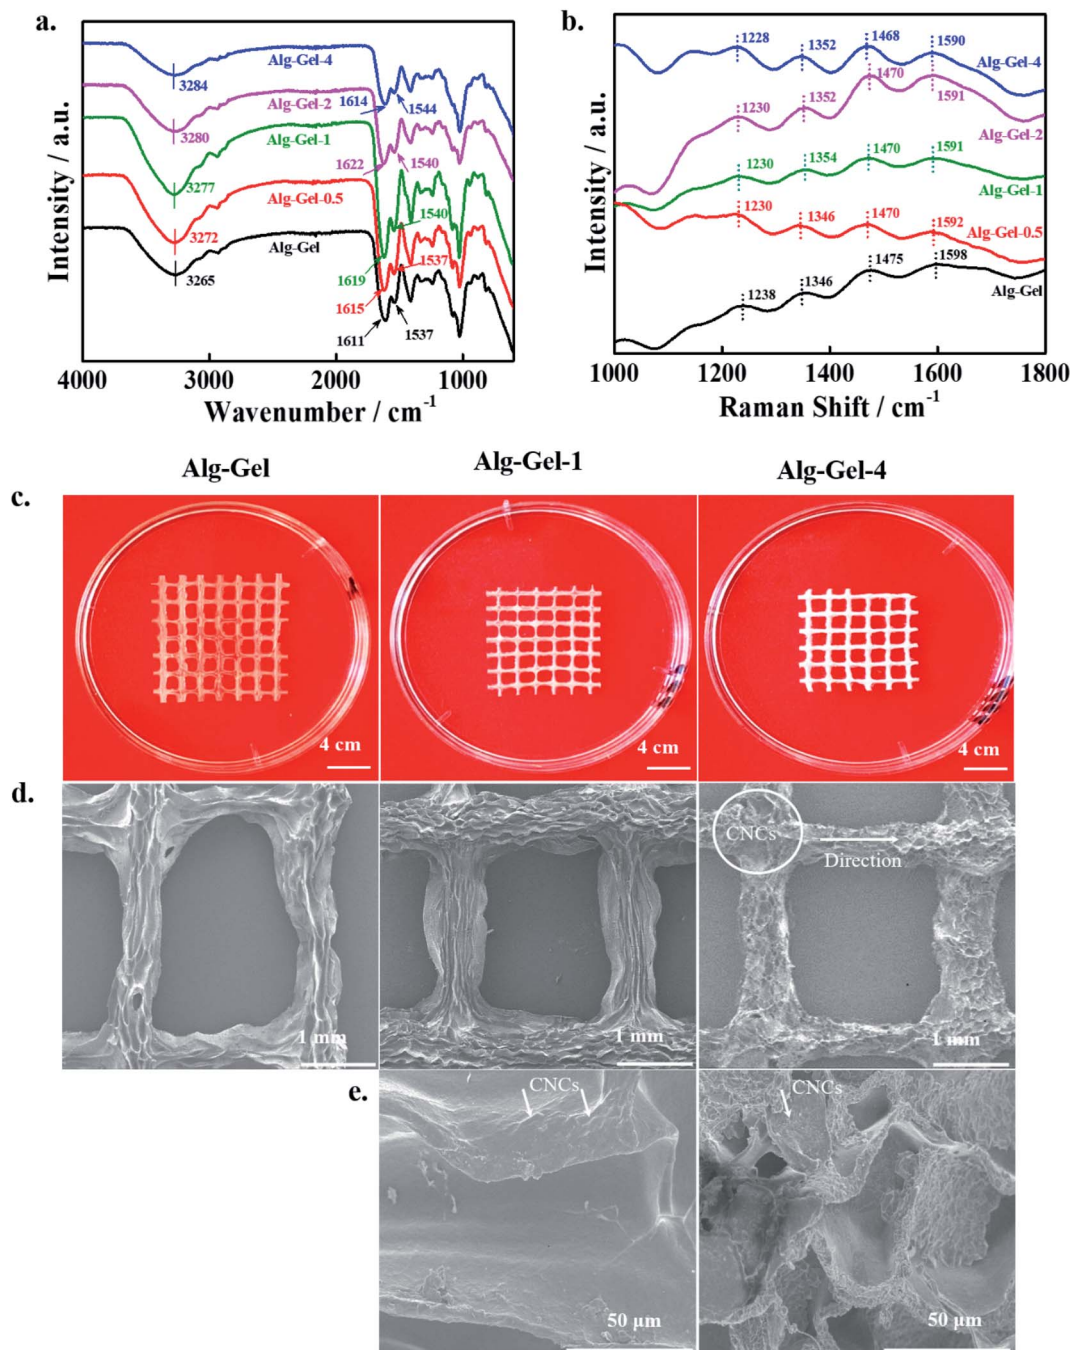 a.
Intensity / a.u.
Alg-Gel-4
3284
1614
1544
Alg-Gel-2
3280
1622
1540
Alg-Gel-1
3277
1619
1540
Alg-Gel-0.5
3272
1615
1537
Alg-Gel
3265
1611
1537
4000 3000 2000 1000
Wavenumber / cm-1
b.
Intensity / a.u.
1228 1352 1468 1590
Alg-Gel-4
1230 1352 1470 1591
Alg-Gel-2
1230 1354 1470 1591
Alg-Gel-1
1230 1346 1470 1592
Alg-Gel-0.5
1238 1346 1475 1598
Alg-Gel
1000 1200 1400 1600 1800
Raman Shift / cm-1
Alg-Gel Alg-Gel-1 Alg-Gel-4
c.
4 cm 4 cm 4 cm
d.
CNCs
Direction
1 mm 1 mm 1 mm
e.
CNCs CNCs
50 μm 50 μm